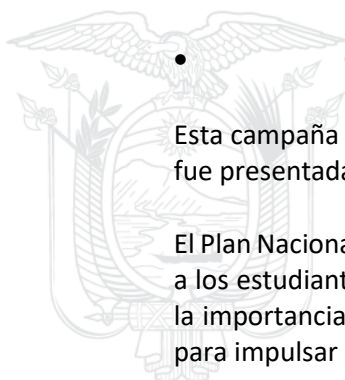 •
Esta campaña
fue presentada
El Plan Naciona
a los estudiant
la importancia
para impulsar